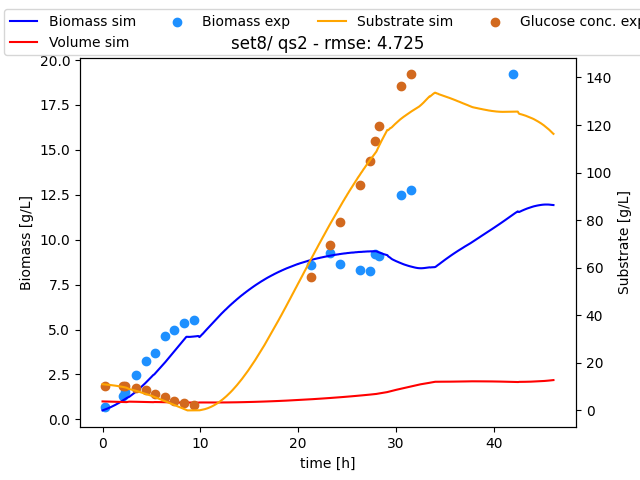 Biomass sim Biomass exp Substrate sim Glucose conc. exp
Volume sim
set8/ qs2 - rmse: 4.725
20.0
17.5
15.0
12.5
10.0
7.5
5.0
2.5
0.0
Biomass [g/L]
140
120
100
80
60
40
20
0
Substrate [g/L]
0 10 20 30 40
time [h]